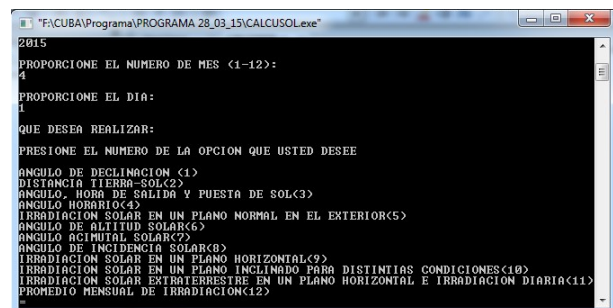 "F:\CUBA\Programa\PROGRAMA 28_03_15\CALCUSOL.exe"
2015
PROPORCIONE EL NUMERO DE MES (1-12):
4
PROPORCIONE EL DIA:
1
QUE DESEA REALIZAR:
PRESIONE EL NUMERO DE LA OPCION QUE USTED DESEE
ANGULO DE DECLINACION (1)
DISTANCIA TIERRA-SOL(2)
ANGULO, HORA DE SALIDA Y PUESTA DE SOL(3)
ANGULO HORARIO(4)
IRRADIACION SOLAR EN UN PLANO NORMAL EN EL EXTERIOR(5)
ANGULO DE ALTITUD SOLAR(6)
ANGULO ACIMUTAL SOLAR(7)
ANGULO DE INCIDENCIA SOLAR(8)
IRRADIACION SOLAR EN UN PLANO HORIZONTAL(9)
IRRADIACION SOLAR EN UN PLANO INCLINADO PARA DISTINTIAS CONDICIONES(10)
IRRADIACION SOLAR EXTRATERRESTRE EN UN PLANO HORIZONTAL E IRRADIACION DIARIA(11)
PROMEDIO MENSUAL DE IRRADIACION(12)